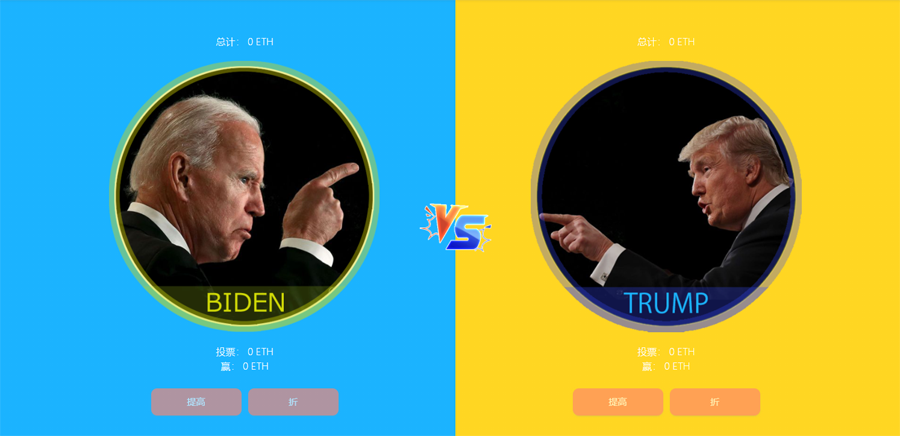 总计： 0 ETH
BIDEN
投票： 0 ETH
赢： 0 ETH
提高 折
VS
总计： 0 ETH
TRUMP
投票： 0 ETH
赢： 0 ETH
提高 折